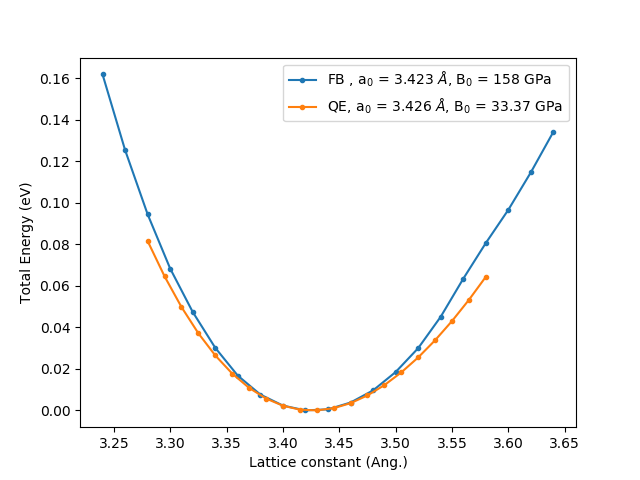 FB , a₀ = 3.423 Å, B₀ = 158 GPa
QE, a₀ = 3.426 Å, B₀ = 33.37 GPa
Total Energy (eV)
0.16
0.14
0.12
0.10
0.08
0.06
0.04
0.02
0.00
3.25 3.30 3.35 3.40 3.45 3.50 3.55 3.60 3.65
Lattice constant (Ang.)